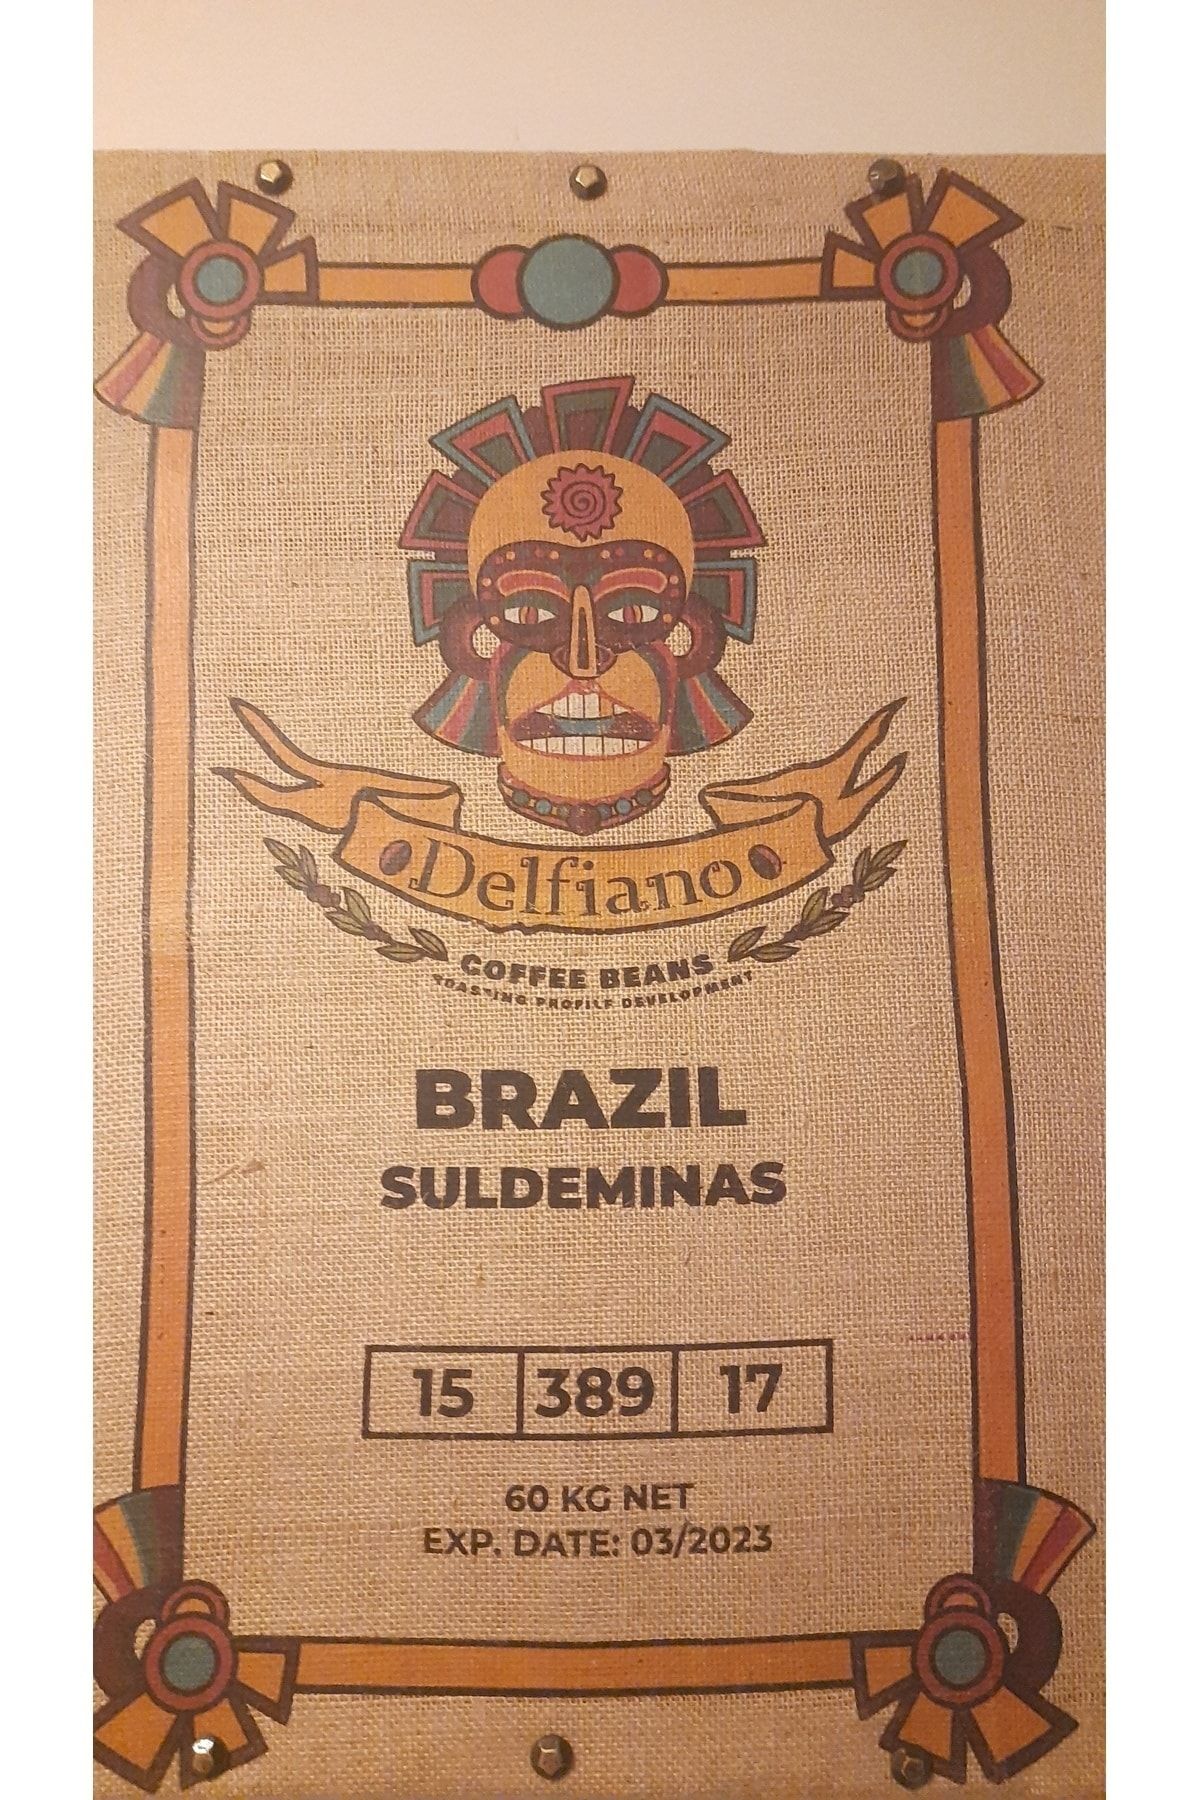 Delfiano
COFFEE BEANS
ROASTING PROFILE DEVELOPMENT
BRAZIL
SULDEMINAS
15 389 17
60 KG NET
EXP. DATE: 03/2023